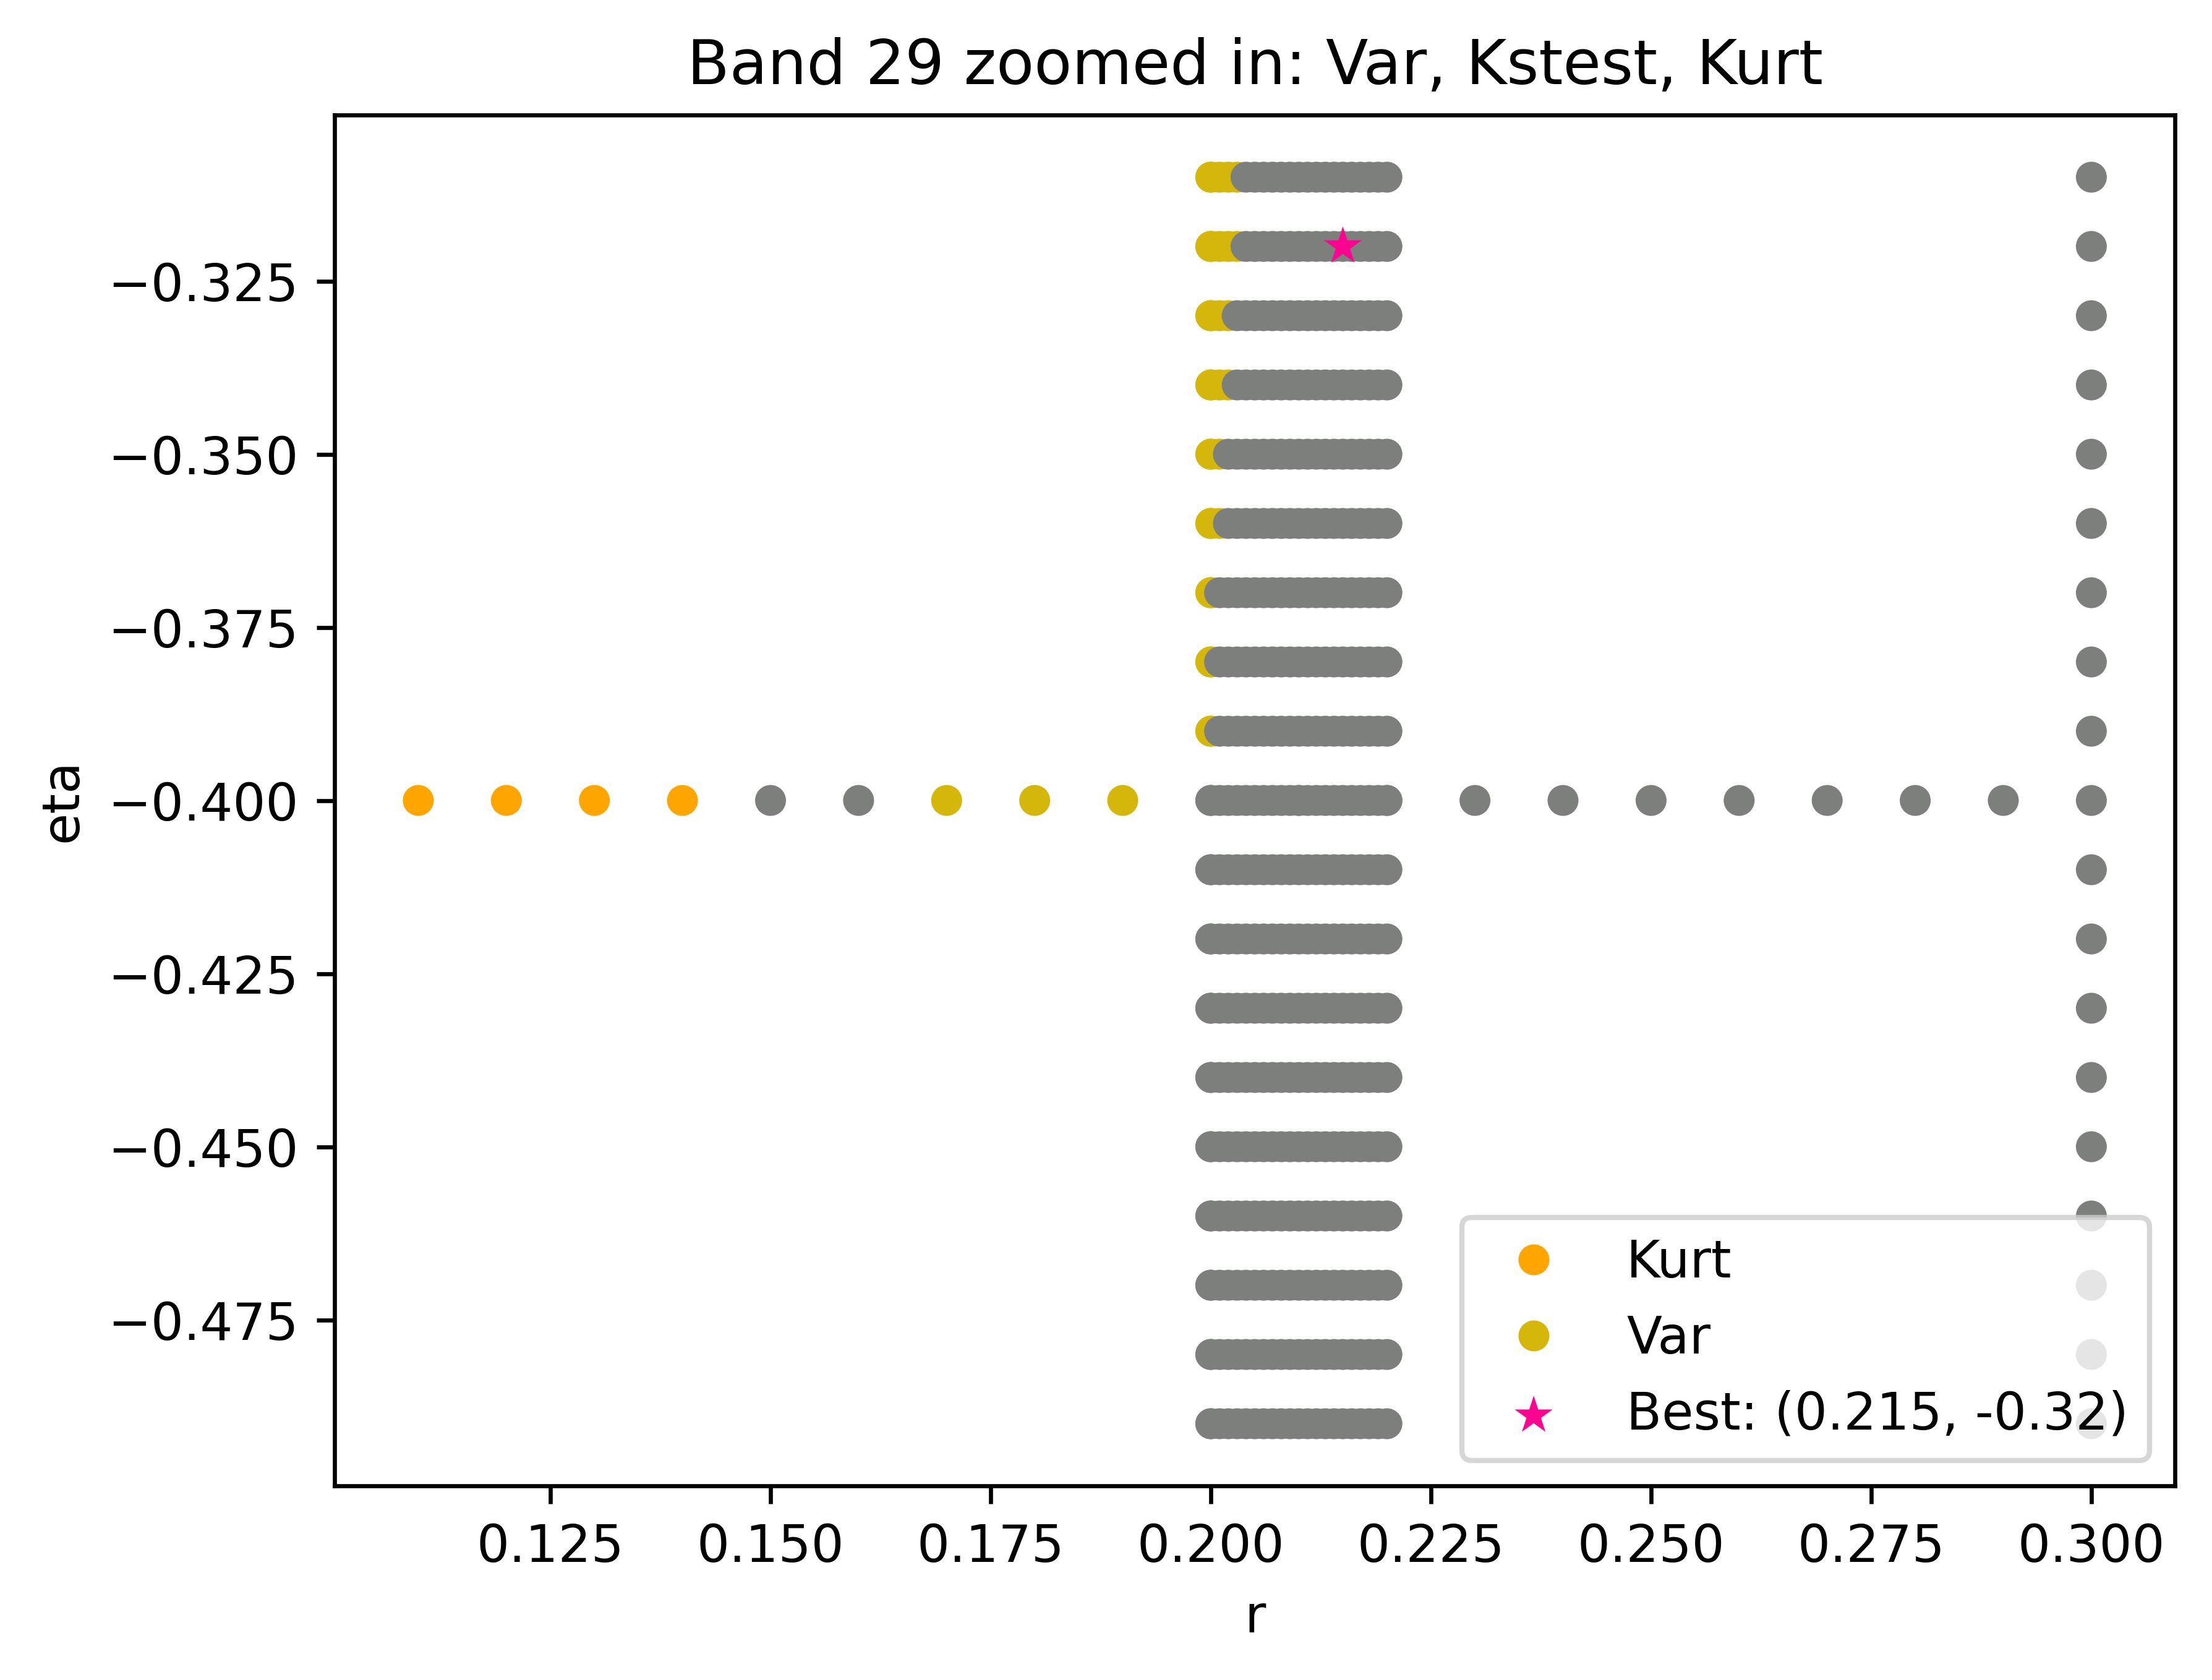 Band 29 zoomed in: Var, Kstest, Kurt
eta
−0.325
−0.350
−0.375
−0.400
−0.425
−0.450
−0.475
Kurt
Var
Best: (0.215, -0.32)
0.125 0.150 0.175 0.200 0.225 0.250 0.275 0.300
r